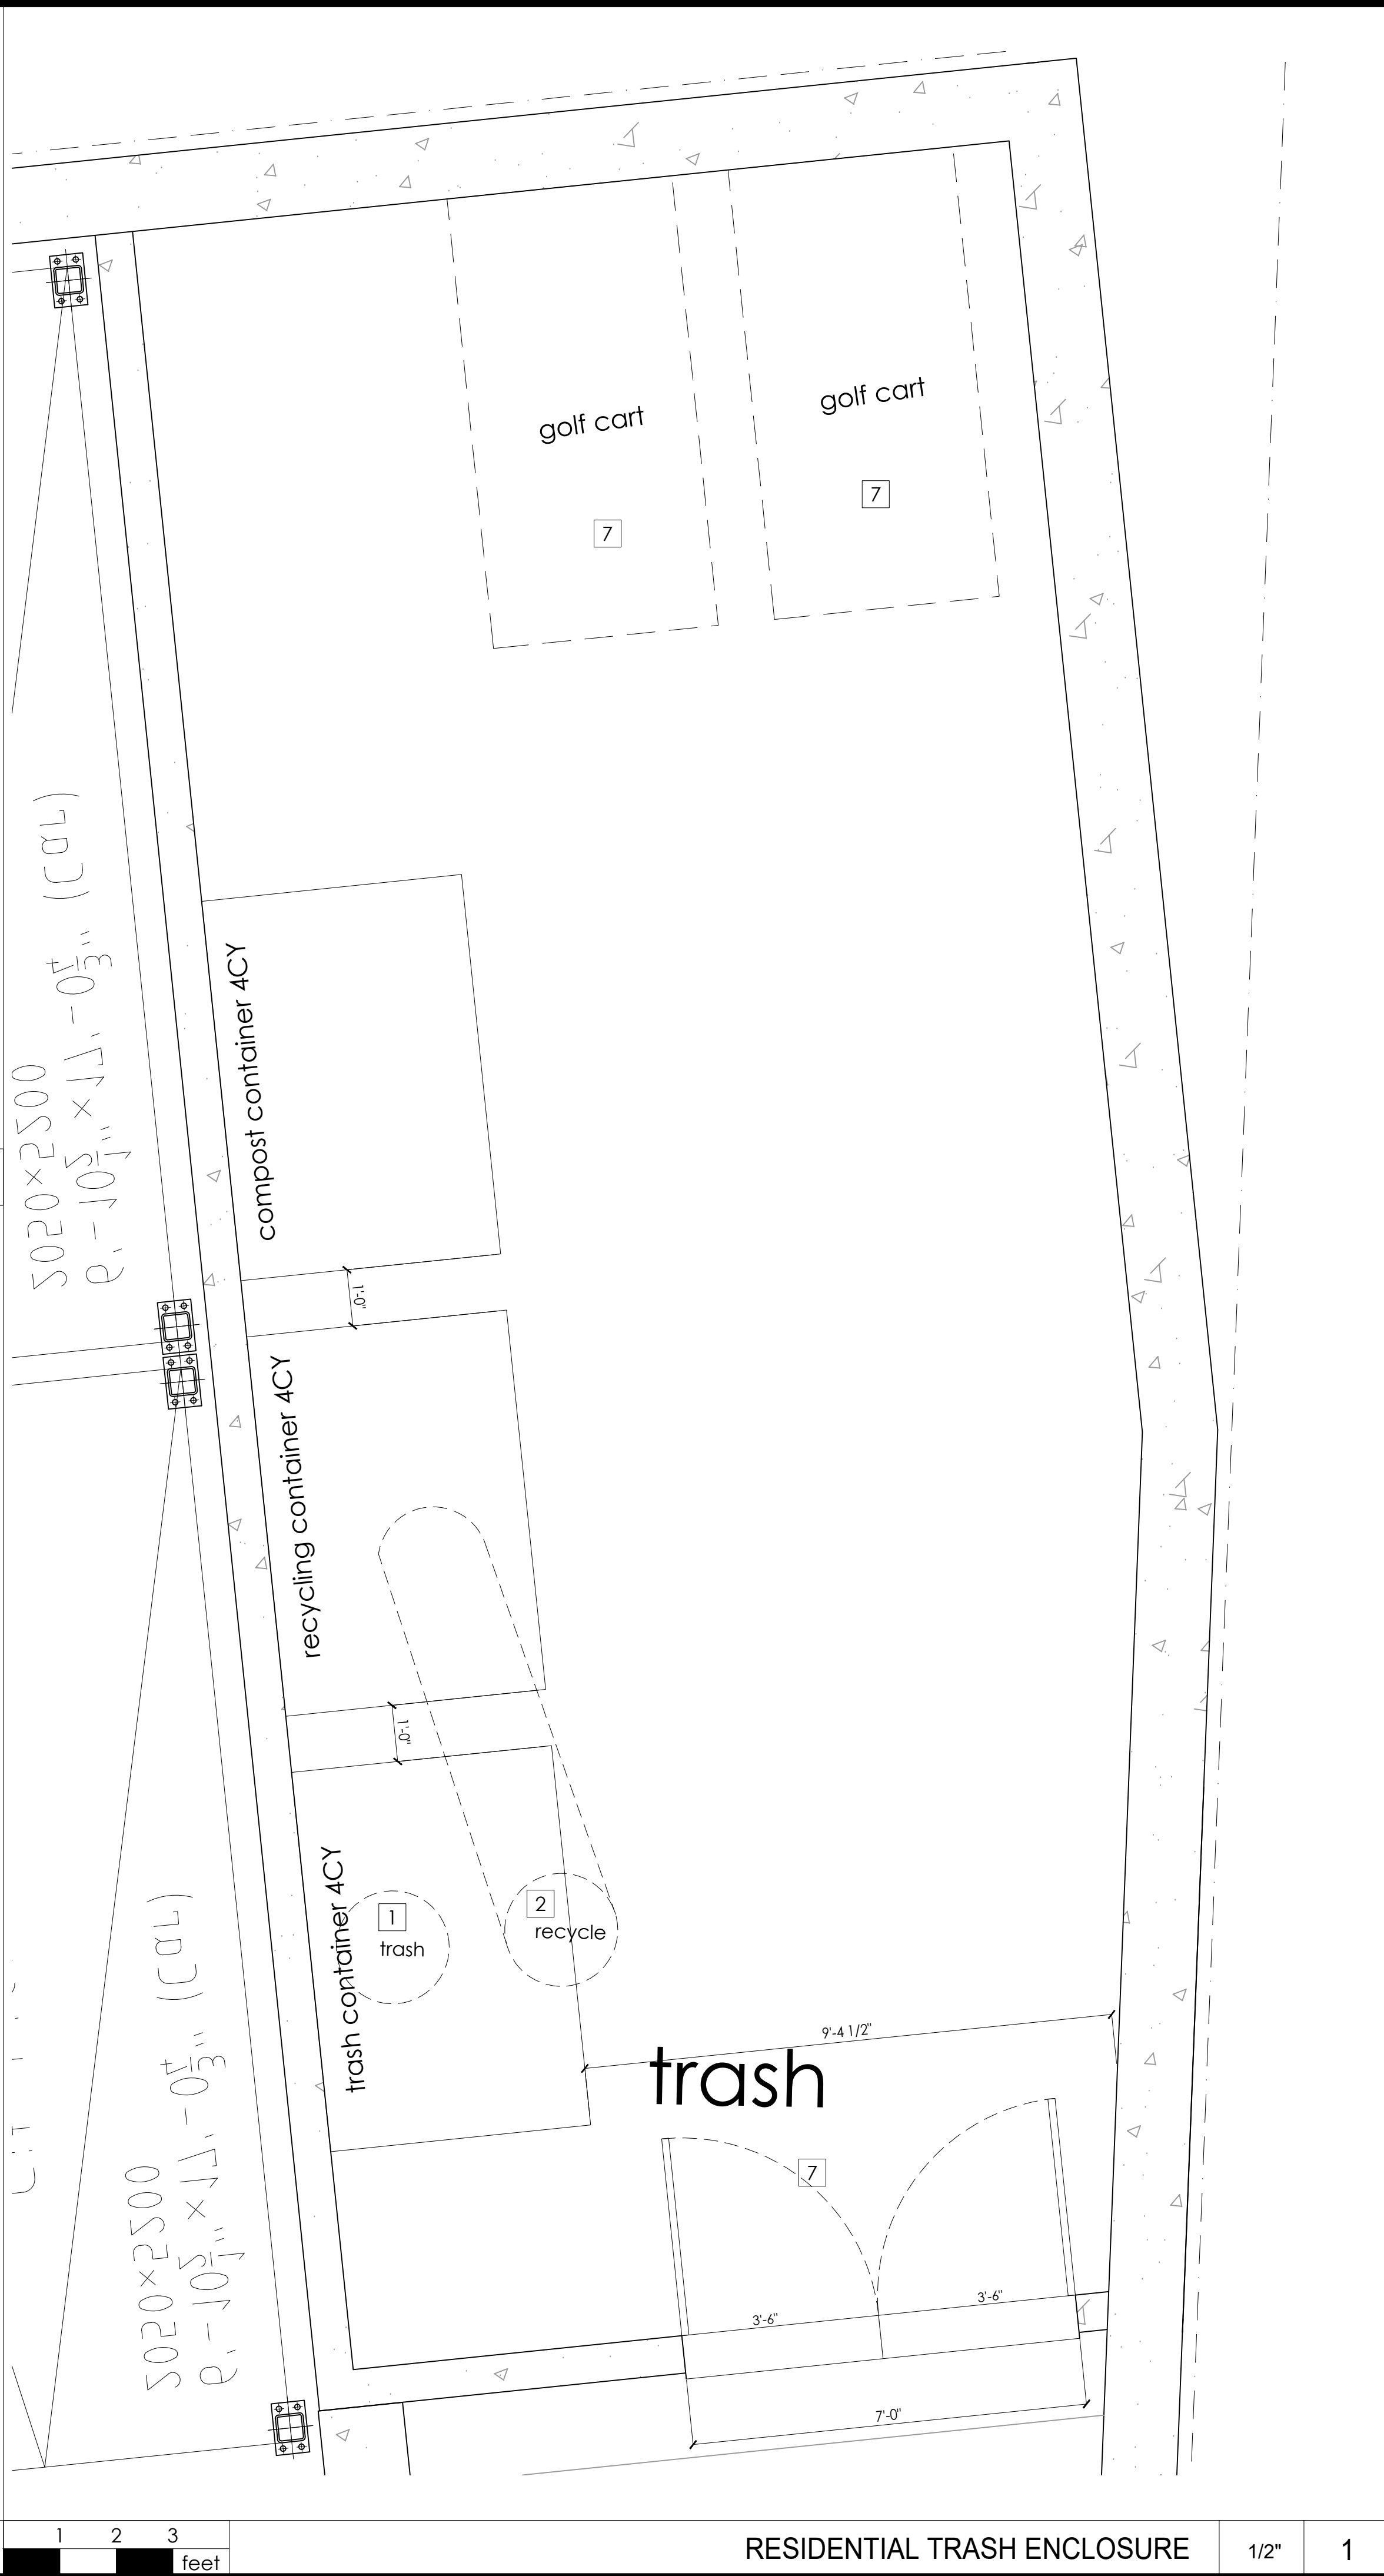 golf cart
7
golf cart
7
compost container 4CY
1'-0"
recycling container 4CY
1'-0"
trash container 4CY
1
trash
2
recycle
9'-4 1/2"
trash
7
3'-6"
3'-6"
7'-0"
1 2 3
feet
RESIDENTIAL TRASH ENCLOSURE
1/2"
1